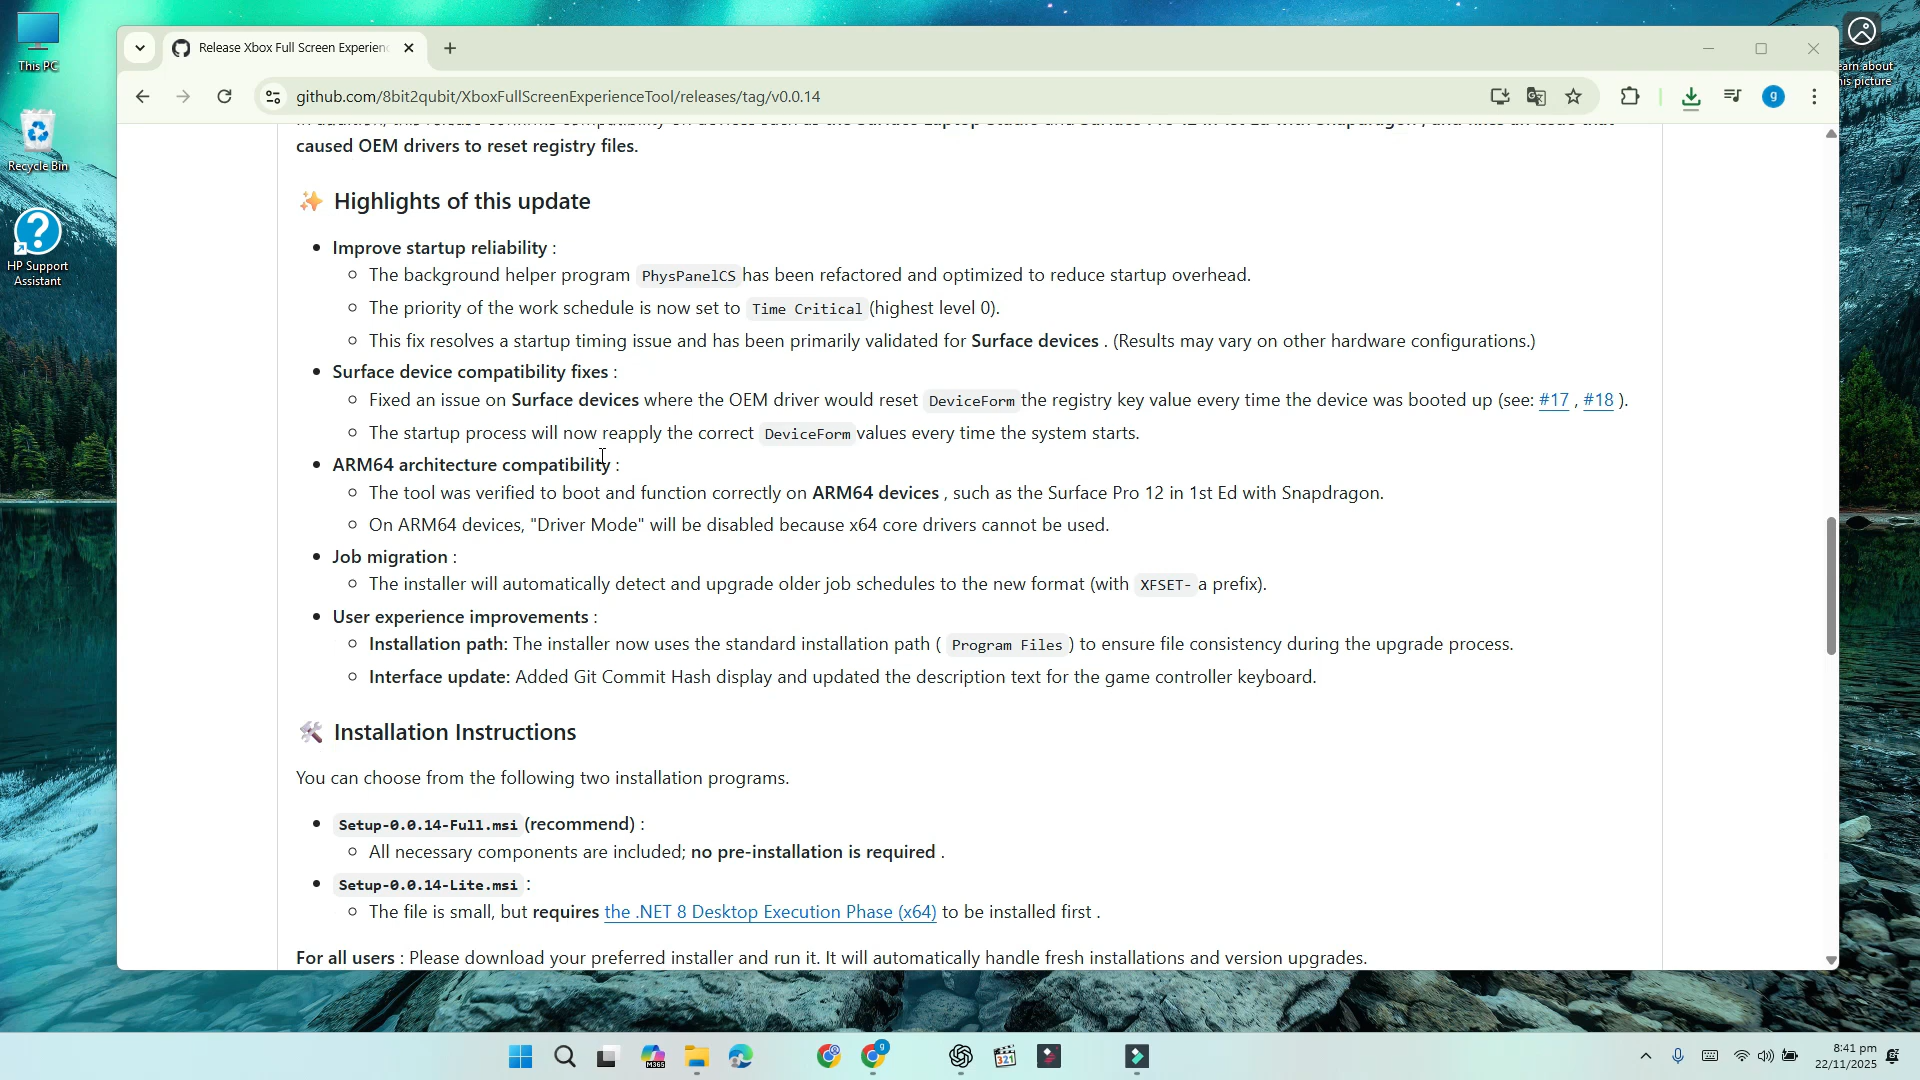 This PC
Recycle Bin
HP Support
Assistant
Release Xbox Full Screen Experienc
github.com/8bit2qubit/XboxFullScreenExperienceTool/releases/tag/v0.0.14
g
earn about
his picture
caused OEM drivers to reset registry files.
✨ Highlights of this update
• Improve startup reliability :
◦ The background helper program PhysPanelCS has been refactored and optimized to reduce startup overhead.
◦ The priority of the work schedule is now set to Time Critical (highest level 0).
◦ This fix resolves a startup timing issue and has been primarily validated for Surface devices . (Results may vary on other hardware configurations.)
• Surface device compatibility fixes :
◦ Fixed an issue on Surface devices where the OEM driver would reset DeviceForm the registry key value every time the device was booted up (see: #17 , #18 ).
◦ The startup process will now reapply the correct DeviceForm values every time the system starts.
• ARM64 architecture compatibility :
◦ The tool was verified to boot and function correctly on ARM64 devices , such as the Surface Pro 12 in 1st Ed with Snapdragon.
◦ On ARM64 devices, "Driver Mode" will be disabled because x64 core drivers cannot be used.
• Job migration :
◦ The installer will automatically detect and upgrade older job schedules to the new format (with XFSET- a prefix).
• User experience improvements :
◦ Installation path: The installer now uses the standard installation path ( Program Files ) to ensure file consistency during the upgrade process.
◦ Interface update: Added Git Commit Hash display and updated the description text for the game controller keyboard.
🛠 Installation Instructions
You can choose from the following two installation programs.
• Setup-0.0.14-Full.msi (recommend) :
◦ All necessary components are included; no pre-installation is required .
• Setup-0.0.14-Lite.msi :
◦ The file is small, but requires the .NET 8 Desktop Execution Phase (x64) to be installed first .
For all users : Please download your preferred installer and run it. It will automatically handle fresh installations and version upgrades.
M365
g
321
8:41 pm
22/11/2025